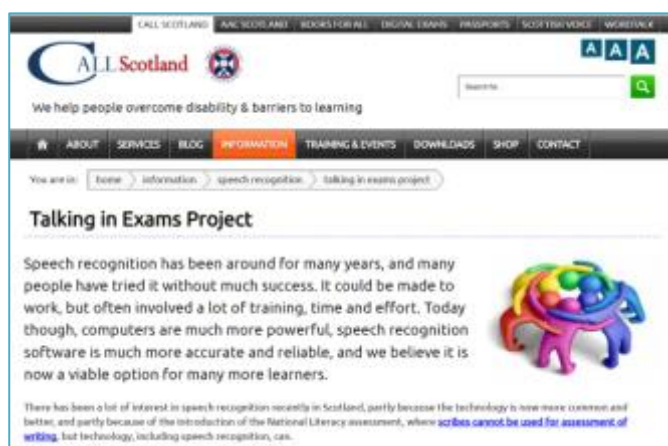 CALL SCOTLAND AAC SCOTLAND BOOKS FOR ALL DIGITAL EXAMS PASSPORTS SCOTTISH VOICE WORDTALK
CALL Scotland
A A A
Search for
We help people overcome disability & barriers to learning
ABOUT SERVICES BLOG INFORMATION TRAINING & EVENTS DOWNLOADS SHOP CONTACT
You are in: home information speech recognition talking in exams project
Talking in Exams Project
Speech recognition has been around for many years, and many
people have tried it without much success. It could be made to
work, but often involved a lot of training, time and effort. Today
though, computers are much more powerful, speech recognition
software is much more accurate and reliable, and we believe it is
now a viable option for many more learners.
There has been a lot of interest in speech recognition recently in Scotland, partly because the technology is now more common and
better, and partly because of the introduction of the National Literacy assessment, where scribes cannot be used for assessment of
writing, but technology, including speech recognition, can.